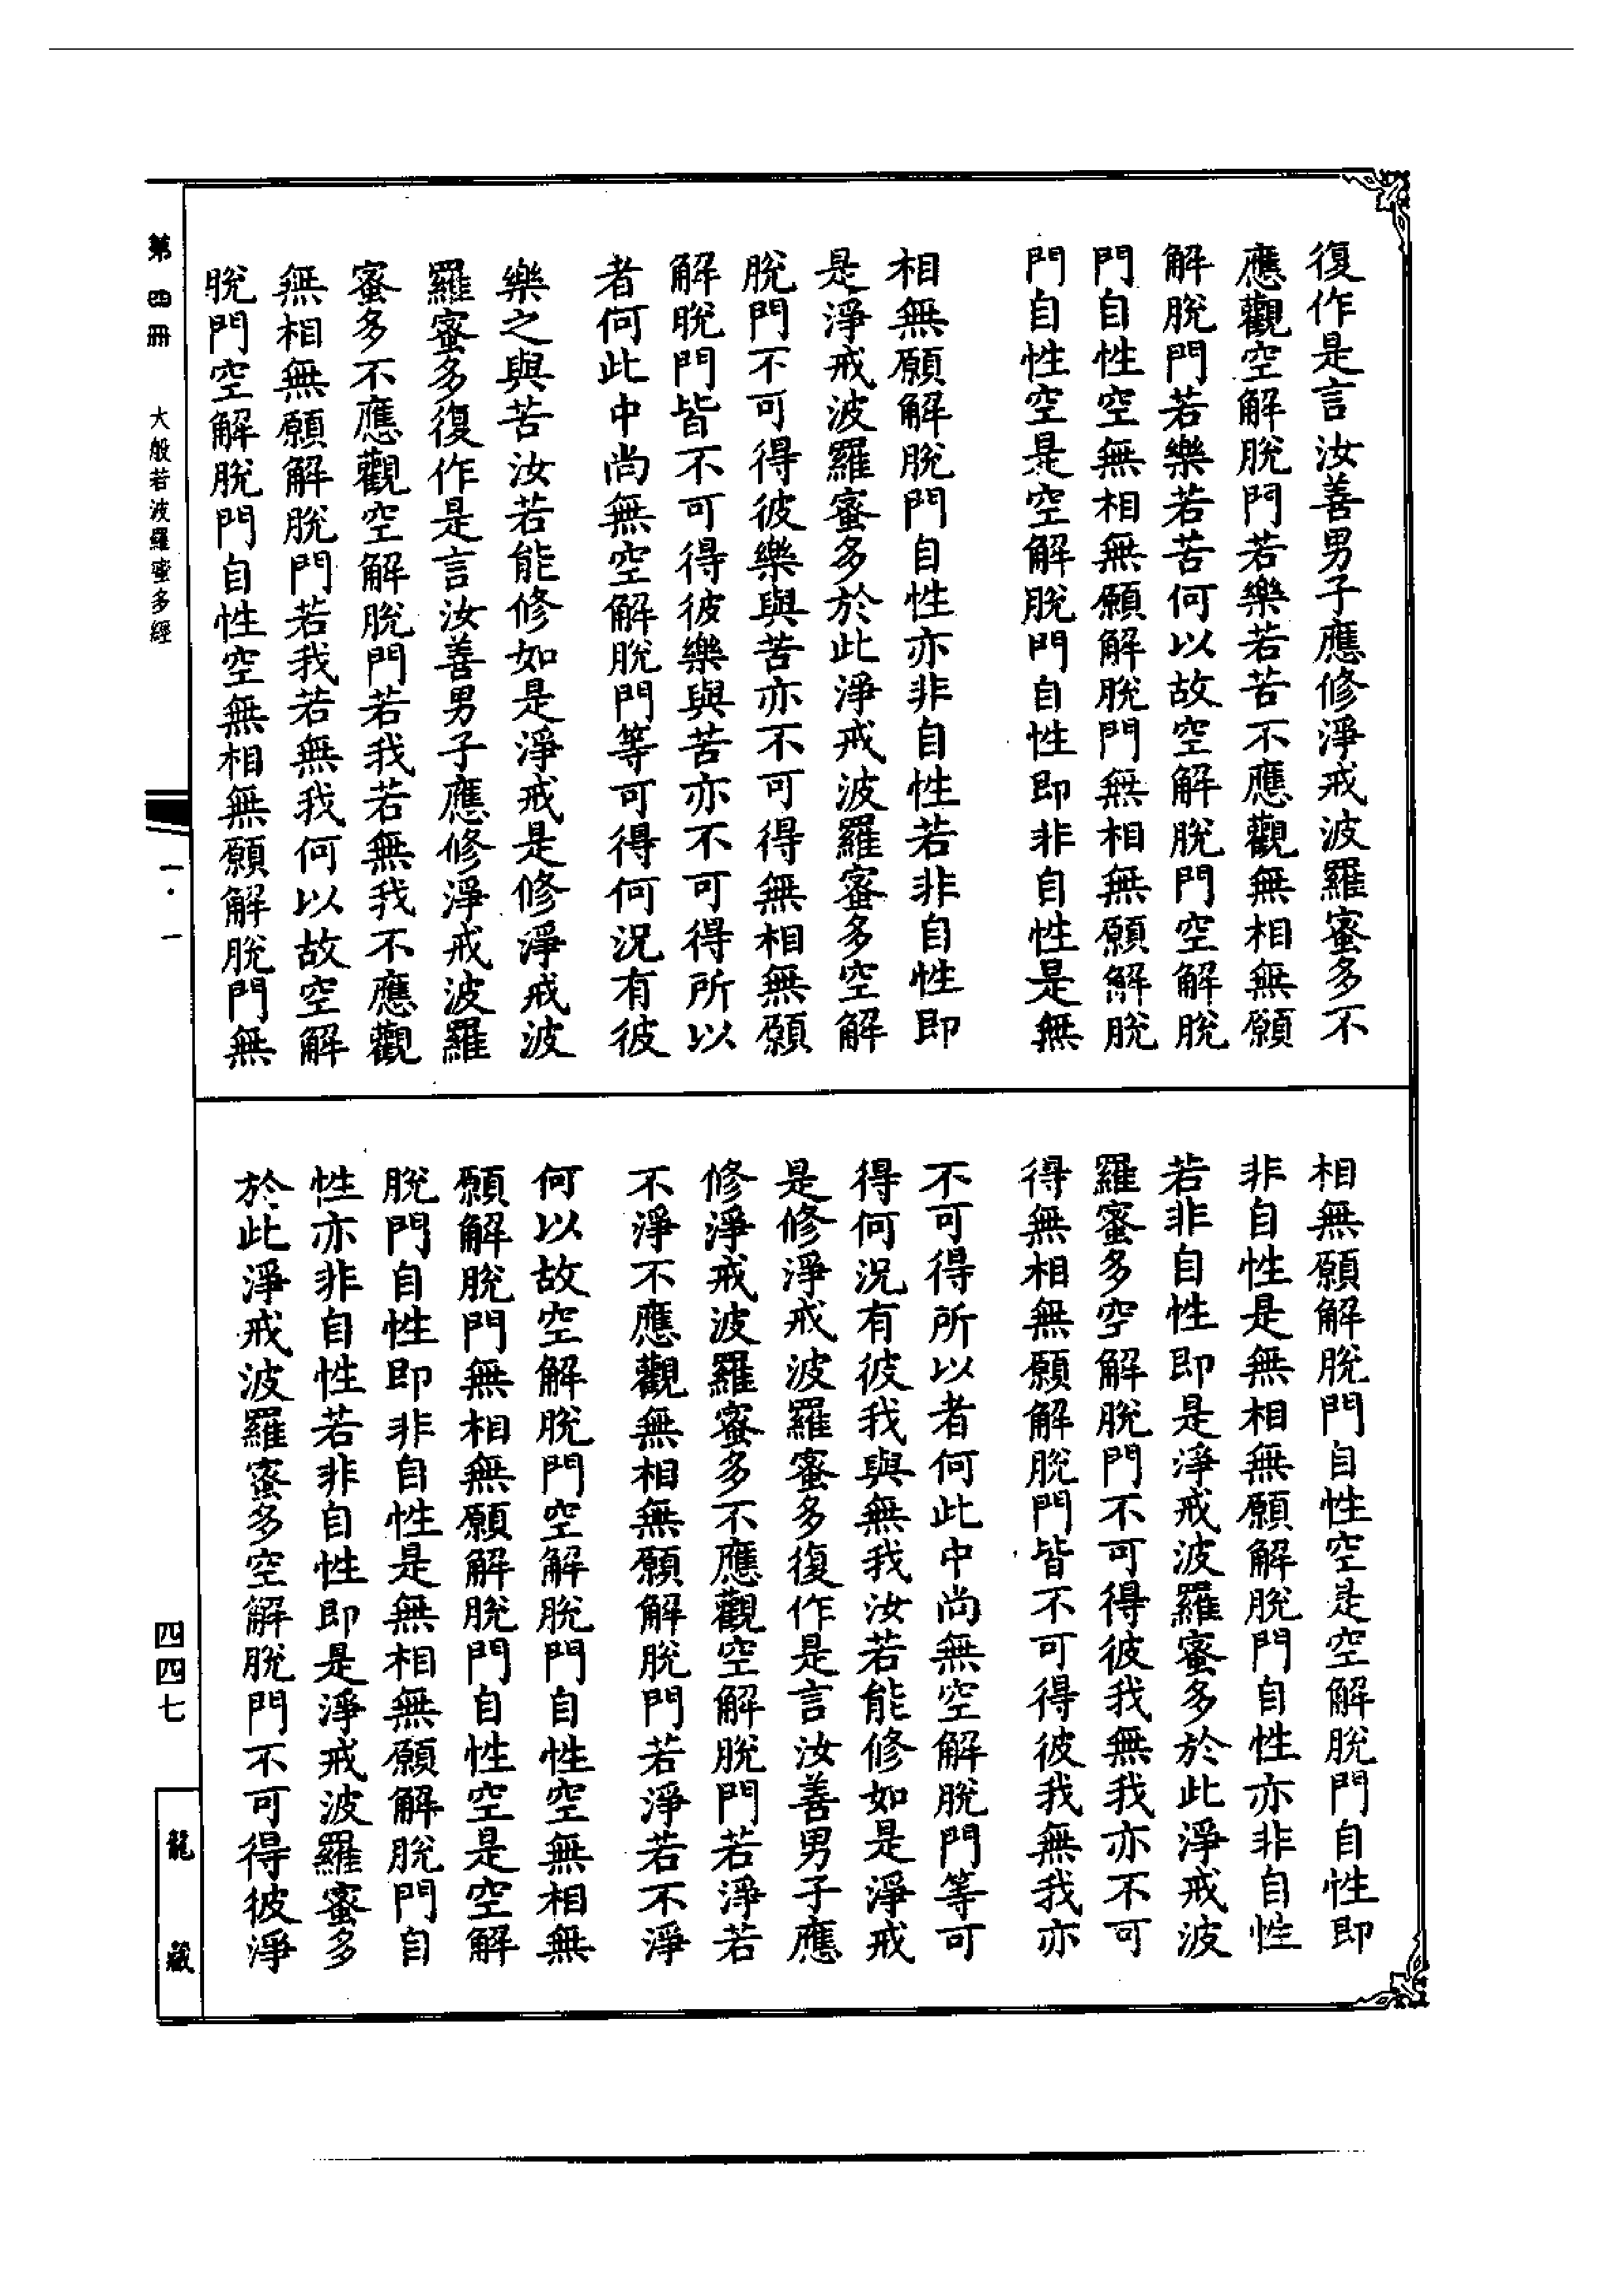 復作是言汝善男子應修淨戒波羅蜜多不
應觀空解脫門若樂若苦不應觀無相無願
解脫門若樂若苦何以故空解脫門空解脫
門自性空無相無願解脫門無相無願解脫
門自性空是空解脫門自性即非自性是無
相無願解脫門自性亦非自性若非自性即
是淨戒波羅蜜多於此淨戒波羅蜜多空解
脫門不可得彼樂與苦亦不可得無相無願
解脫門皆不可得彼樂與苦亦不可得所以
者何此中尚無空解脫門等可得何況有彼
樂之與苦汝若能修如是淨戒是修淨戒波
羅蜜多復作是言汝善男子應修淨戒波羅
蜜多不應觀空解脫門若我若無我不應觀
無相無願解脫門若我若無我何以故空解
脫門空解脫門自性空無相無願解脫門無
相無願解脫門自性空是空解脫門自性即
非自性是無相無願解脫門自性亦非自性
若非自性即是淨戒波羅蜜多於此淨戒波
羅蜜多空解脫門不可得彼我無我亦不可
得無相無願解脫門皆不可得彼我無我亦
不可得所以者何此中尚無空解脫門等可
得何況有彼我與無我汝若能修如是淨戒
是修淨戒波羅蜜多復作是言汝善男子應
修淨戒波羅蜜多不應觀空解脫門若淨若
不淨不應觀無相無願解脫門若淨若不淨
何以故空解脫門空解脫門自性空無相無
願解脫門無相無願解脫門自性空是空解
脫門自性即非自性是無相無願解脫門自
性亦非自性若非自性即是淨戒波羅蜜多
於此淨戒波羅蜜多空解脫門不可得彼淨
第四冊 大般若波羅蜜多經 一·一
四四七
龍藏